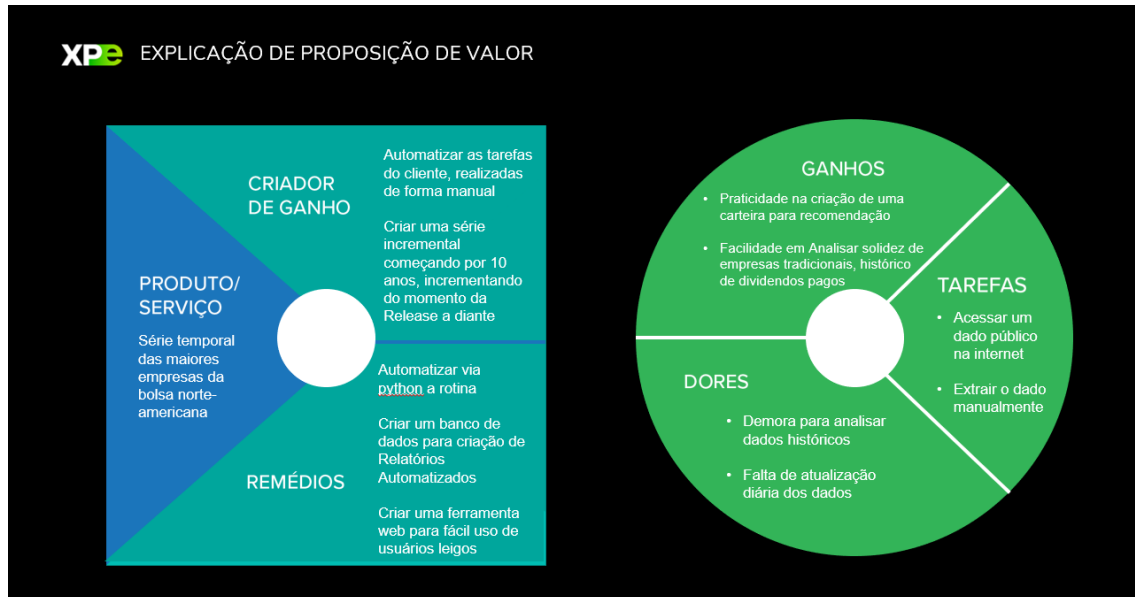 XPe EXPLICAÇÃO DE PROPOSIÇÃO DE VALOR
CRIADOR
DE GANHO
Automatizar as tarefas
do cliente, realizadas
de forma manual
Criar uma série
incremental
começando por 10
anos, incrementando
do momento da
Release a diante
PRODUTO/
SERVIÇO
Série temporal
das maiores
empresas da
bolsa norte-
americana
REMÉDIOS
Automatizar via
python a rotina
Criar um banco de
dados para criação de
Relatórios
Automatizados
Criar uma ferramenta
web para fácil uso de
usuários leigos
GANHOS
• Praticidade na criação de uma
carteira para recomendação
• Facilidade em Analisar solidez de
empresas tradicionais, histórico
de dividendos pagos
TAREFAS
• Acessar um
dado público
na internet
• Extrair o dado
manualmente
DORES
• Demora para analisar
dados históricos
• Falta de atualização
diária dos dados